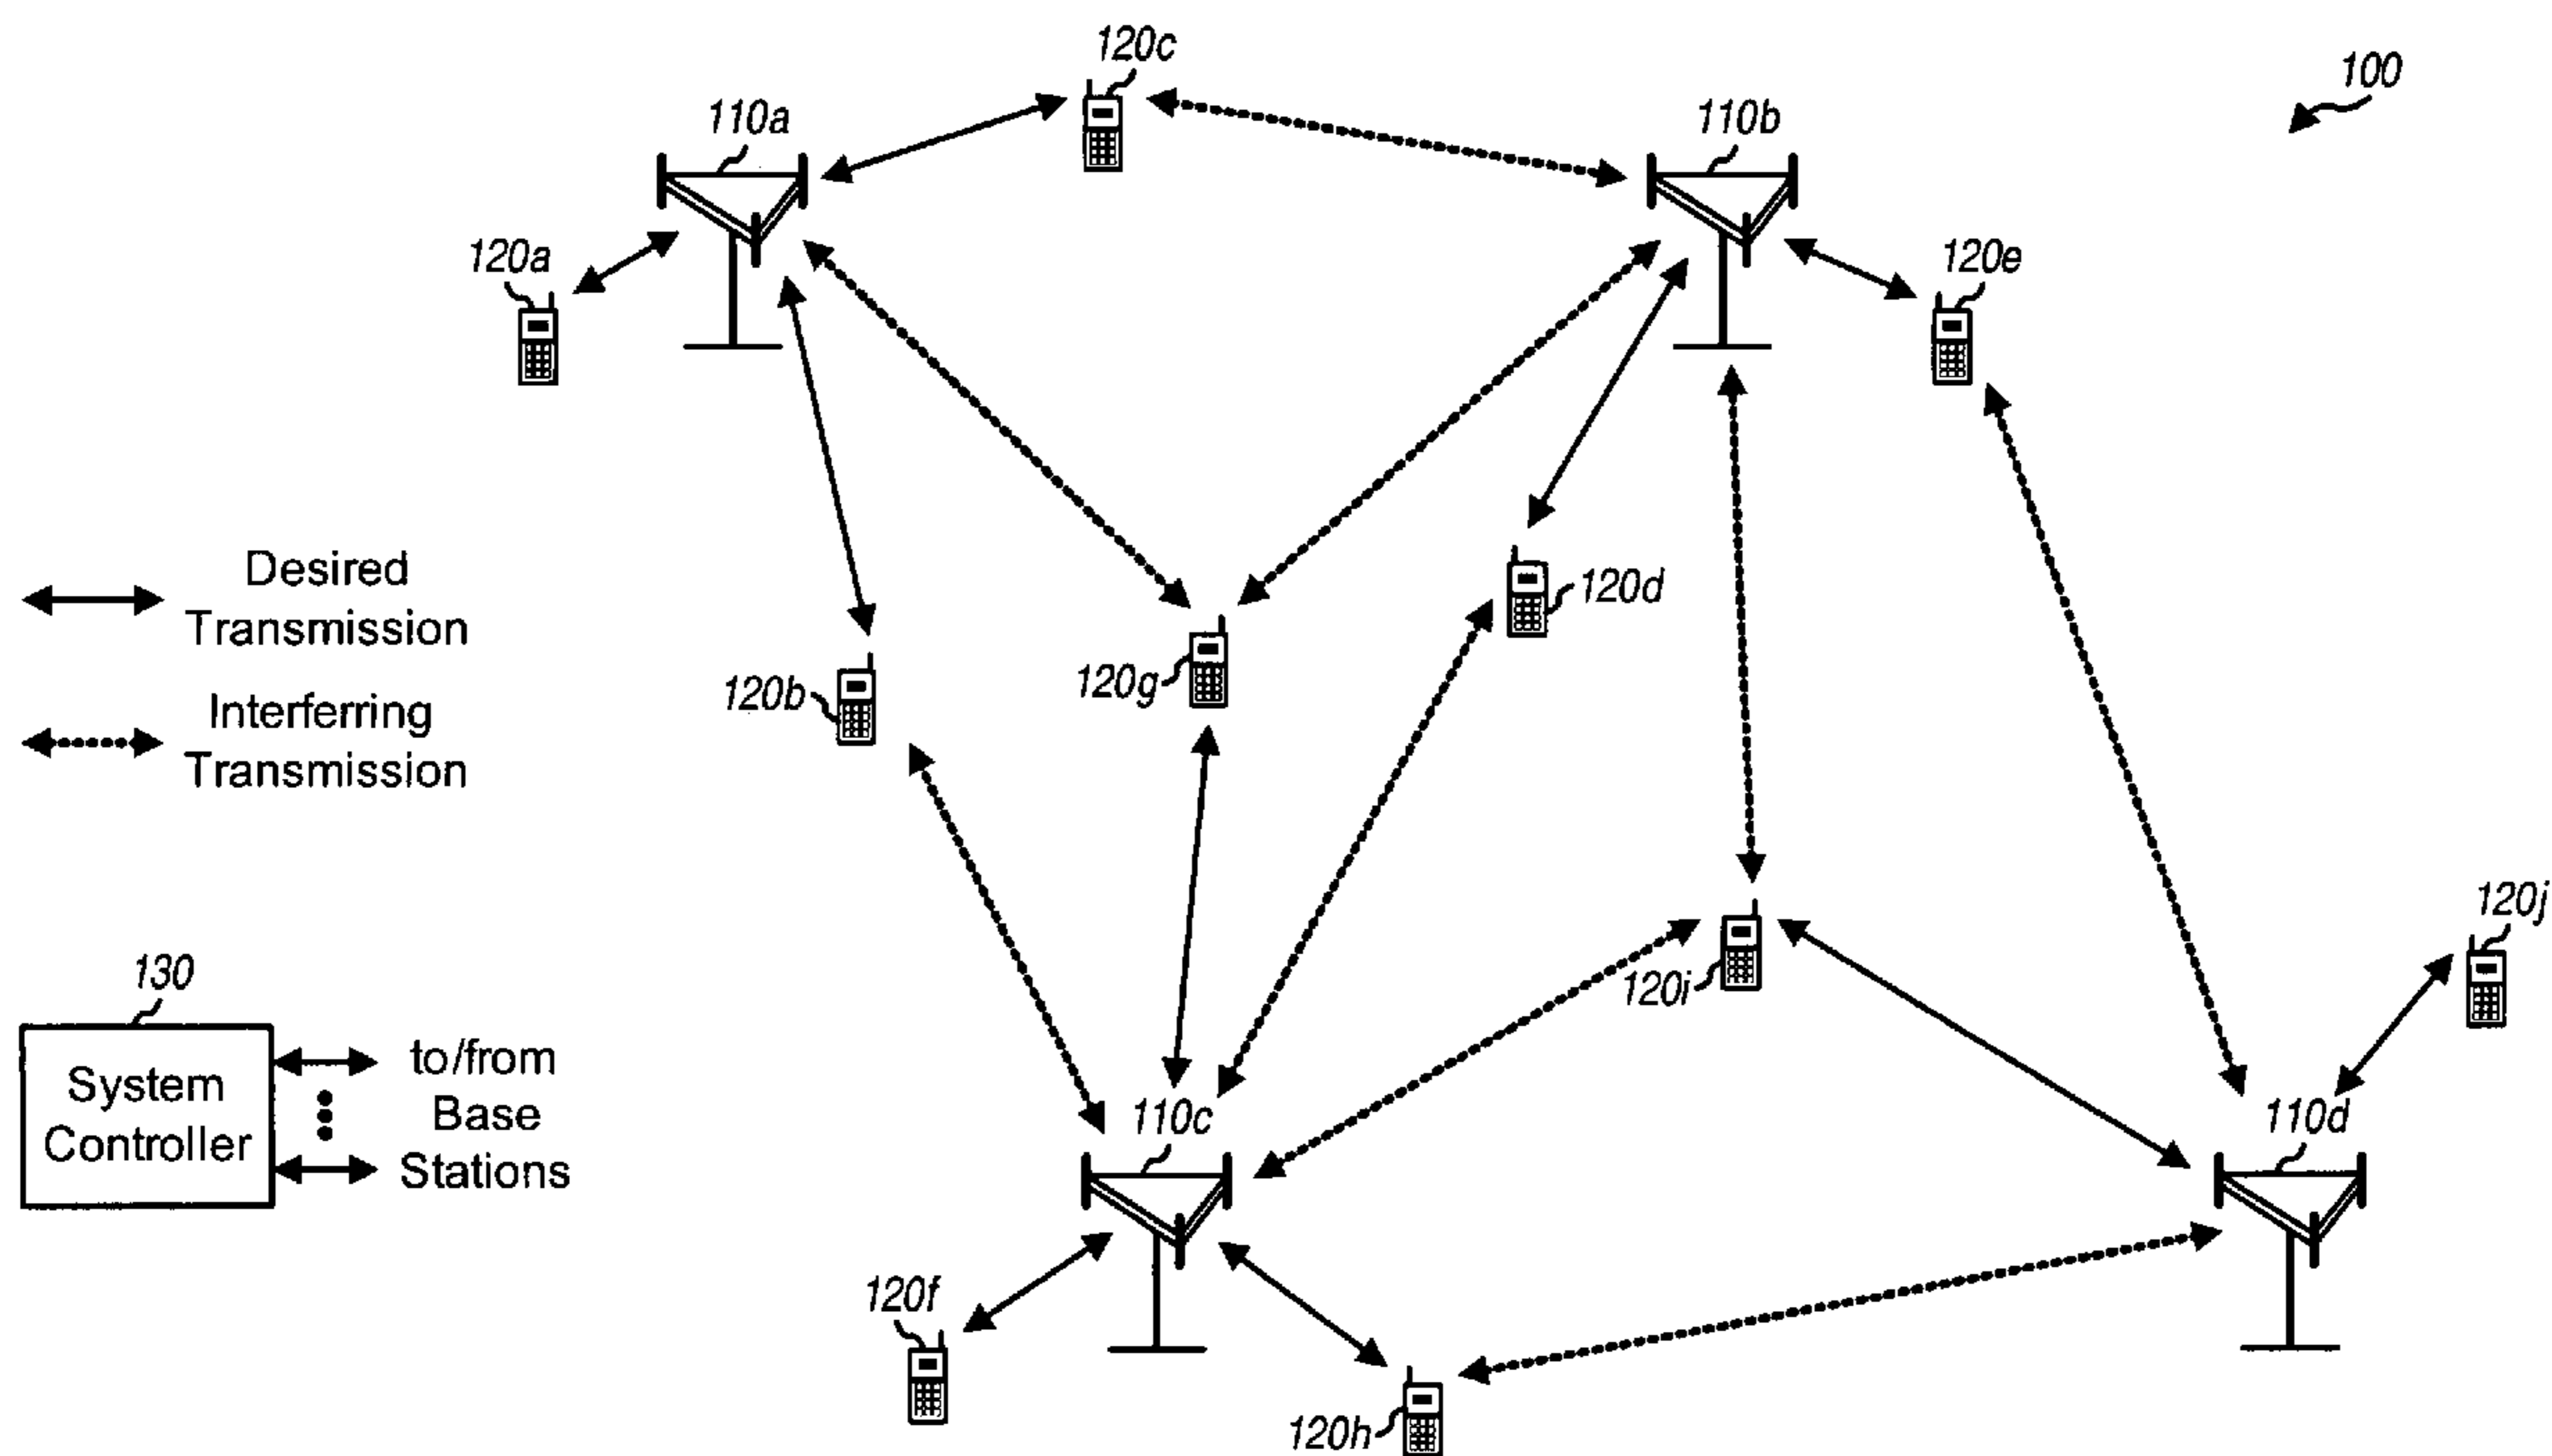 120c
100
110a
110b
120a
120e
Desired
Transmission
120d
120b
120g
Interferring
Transmission
120j
130
120i
System
Controller
to/from
Base
Stations
110c
110d
120f
120h